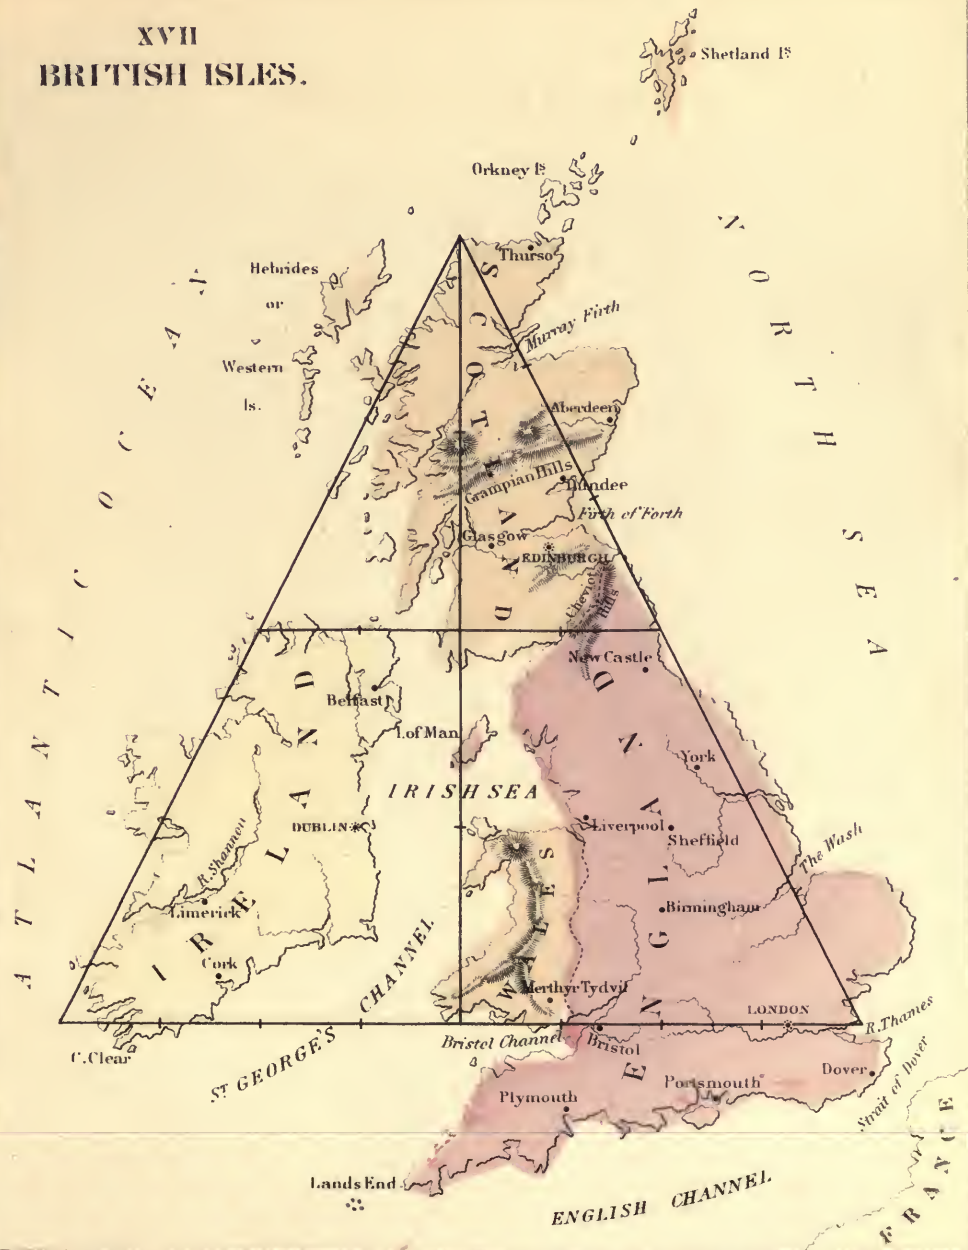 XVII
BRITISH ISLES.
Shetland Is.
Orkney Is.
Thurso
Hebrides
or
Western
Is.
Murray Firth
ATLANTIC OCEAN
NORTH SEA
SCOTLAND
Aberdeen
Grampian Hills
Dundee
Firth of Forth
Glasgow
EDINBURGH
Cheviot
Hills
New Castle
Belfast
I. of Man
York
IRISH SEA
IRELAND
DUBLIN
Liverpool
Sheffield
The Wash
R. Shannon
Limerick
Birmingham
WALES
ENGLAND
Cork
CHANNEL
Merthyr Tydvil
LONDON
R. Thames
C. Clear
ST. GEORGE'S
Bristol Channel
Bristol
Dover
Strait of Dover
Portsmouth
Plymouth
Lands End
ENGLISH CHANNEL
FRANCE